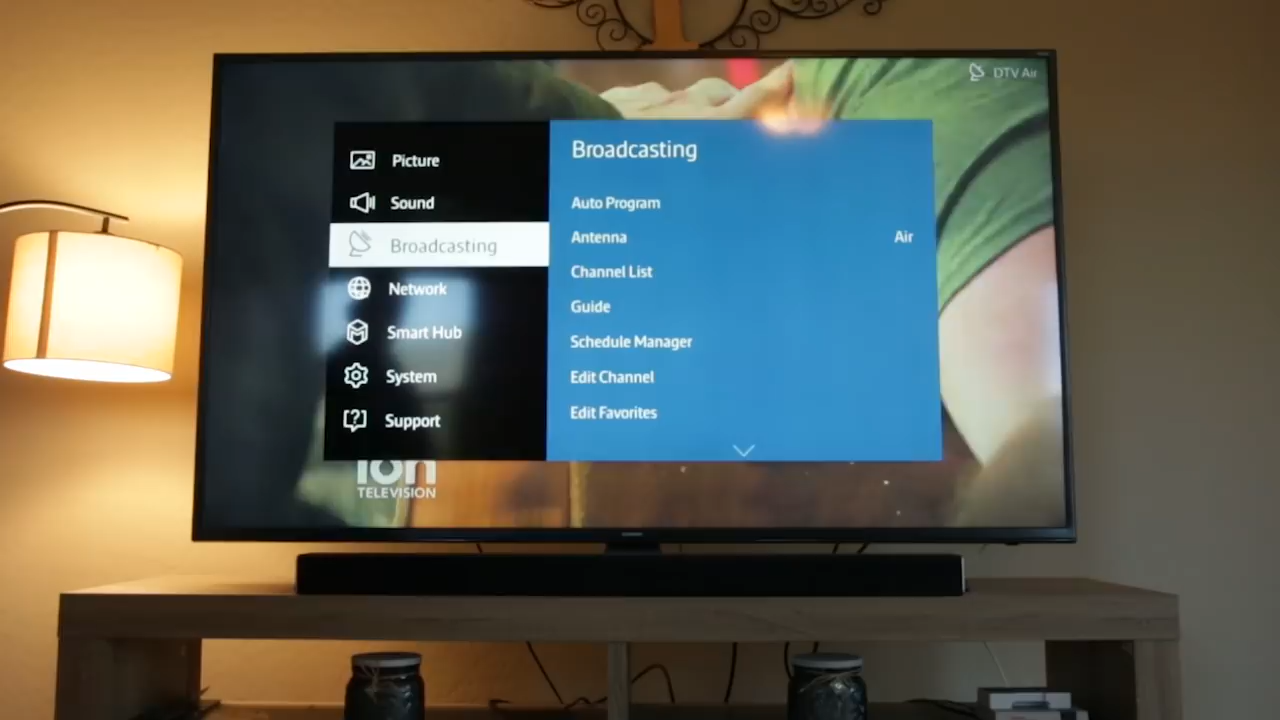 DTV Air
Picture
Sound
Broadcasting
Network
Smart Hub
System
Support
Broadcasting
Auto Program
Antenna Air
Channel List
Guide
Schedule Manager
Edit Channel
Edit Favorites
ion
TELEVISION